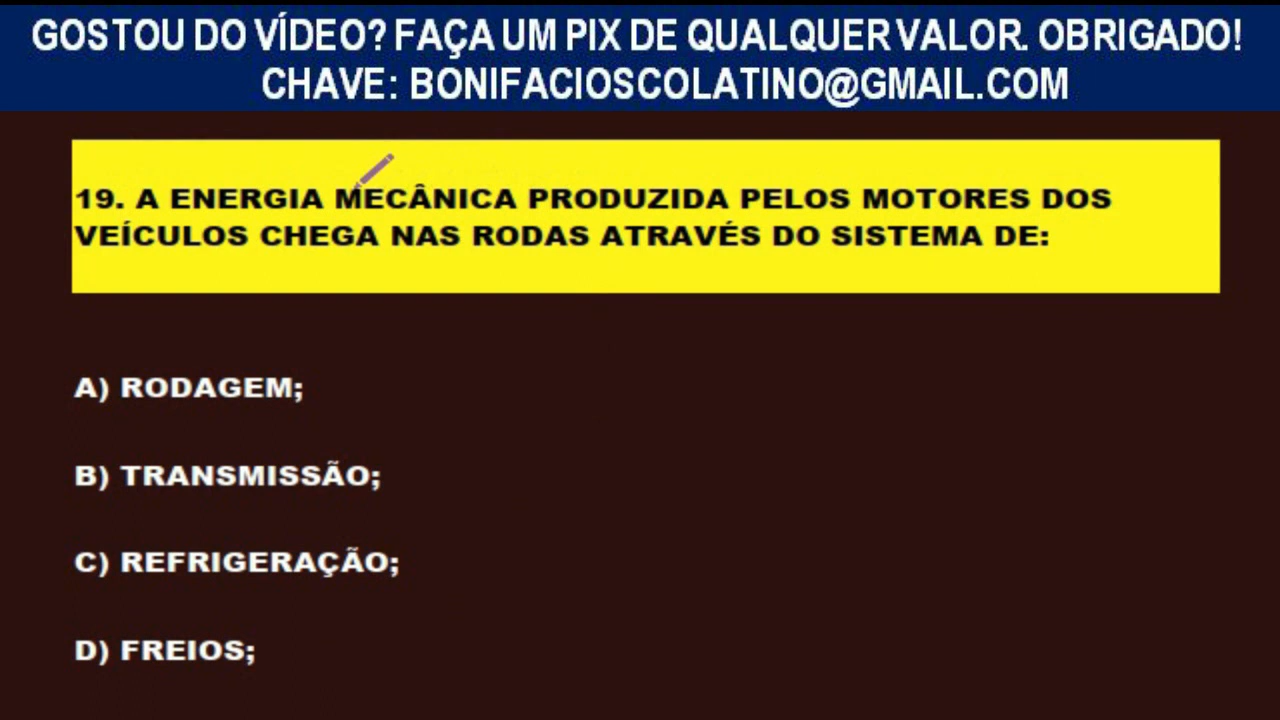 GOSTOU DO VÍDEO? FAÇA UM PIX DE QUALQUER VALOR. OBRIGADO!
CHAVE: BONIFACIOSCOLATINO@GMAIL.COM
19. A ENERGIA MECÂNICA PRODUZIDA PELOS MOTORES DOS
VEÍCULOS CHEGA NAS RODAS ATRAVÉS DO SISTEMA DE:
A) RODAGEM;
B) TRANSMISSÃO;
C) REFRIGERAÇÃO;
D) FREIOS;